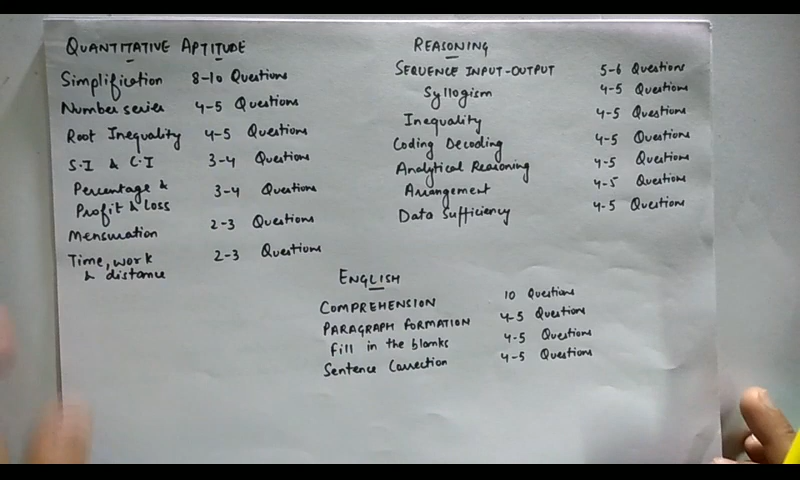 QUANTITATIVE APTITUDE
Simplification 8-10 Questions
Number series 4-5 Questions
Root Inequality 4-5 Questions
S.I & C.I 3-4 Questions
Percentage &
Profit & Loss 3-4 Questions
Mensuration 2-3 Questions
Time, work
& distance 2-3 Questions
REASONING
SEQUENCE INPUT-OUTPUT 5-6 Questions
Syllogism 4-5 Questions
Inequality 4-5 Questions
Coding Decoding 4-5 Questions
Analytical Reasoning 4-5 Questions
Arrangement 4-5 Questions
Data Sufficiency 4-5 Questions
ENGLISH
COMPREHENSION 10 Questions
PARAGRAPH FORMATION 4-5 Questions
Fill in the blanks 4-5 Questions
Sentence Correction 4-5 Questions